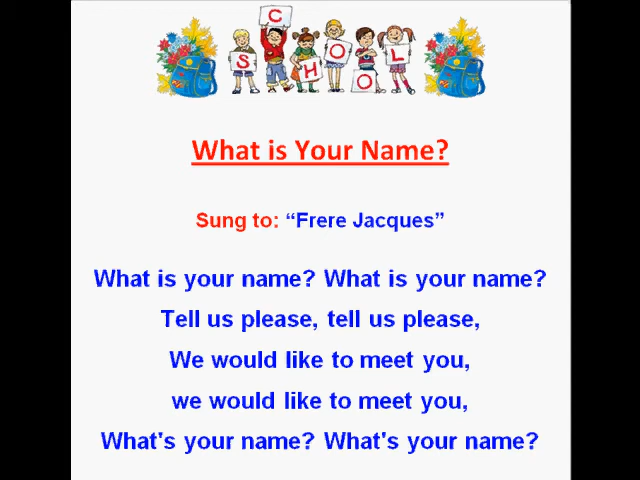 SCHOOL
What is Your Name?
Sung to: “Frere Jacques”
What is your name? What is your name?
Tell us please, tell us please,
We would like to meet you,
we would like to meet you,
What's your name? What's your name?